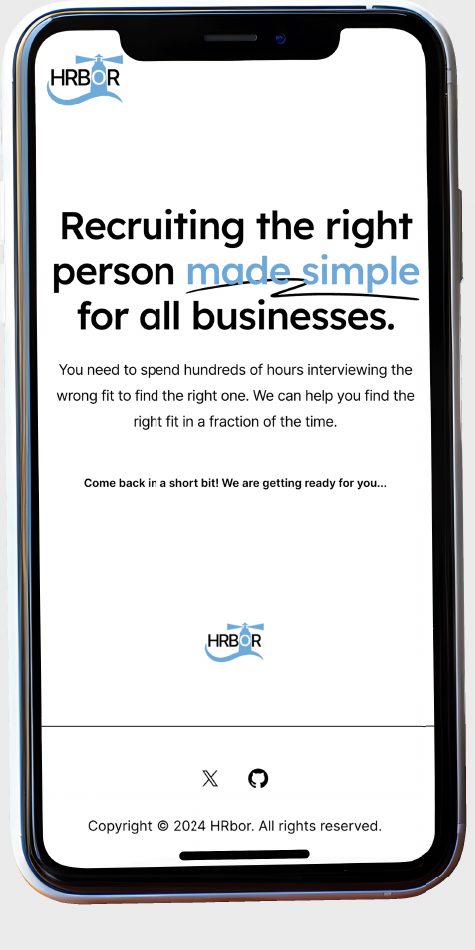 HRBOR
Recruiting the right
person made simple
for all businesses.
You need to spend hundreds of hours interviewing the
wrong fit to find the right one. We can help you find the
right fit in a fraction of the time.
Come back in a short bit! We are getting ready for you...
HRBOR
Copyright © 2024 HRbor. All rights reserved.